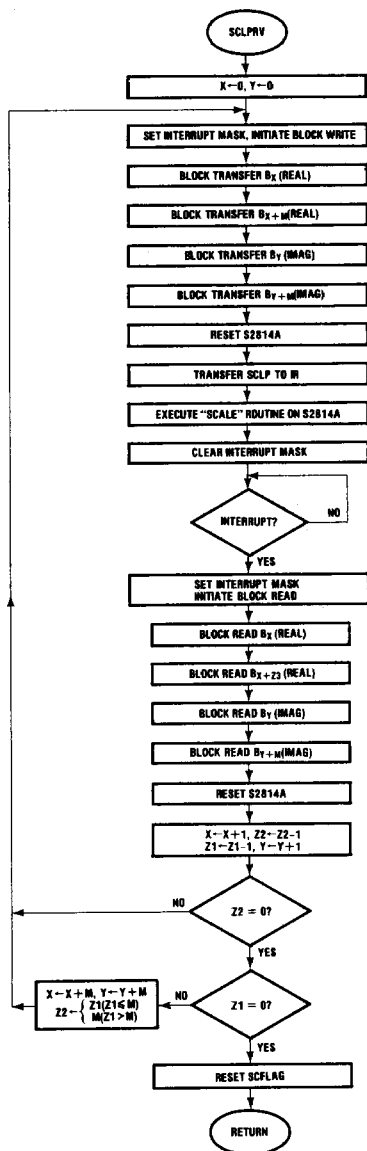 SCLPRV
X←0, Y←0
SET INTERRUPT MASK, INITIATE BLOCK WRITE
BLOCK TRANSFER BX (REAL)
BLOCK TRANSFER BX+M(REAL)
BLOCK TRANSFER BY (IMAG)
BLOCK TRANSFER BY+M(IMAG)
RESET S2814A
TRANSFER SCLP TO IR
EXECUTE "SCALE" ROUTINE ON S2814A
CLEAR INTERRUPT MASK
INTERRUPT?
NO
YES
SET INTERRUPT MASK
INITIATE BLOCK READ
BLOCK READ BX (REAL)
BLOCK READ BX+Z3 (REAL)
BLOCK READ BY (IMAG)
BLOCK READ BY+M(IMAG)
RESET S2814A
X←X+1, Z2←Z2-1
Z1←Z1-1, Y←Y+1
NO
Z2 = 0?
YES
X←X+M, Y←Y+M
Z2← { Z1(Z1≤M)
M(Z1>M)
NO
Z1 = 0?
YES
RESET SCFLAG
RETURN